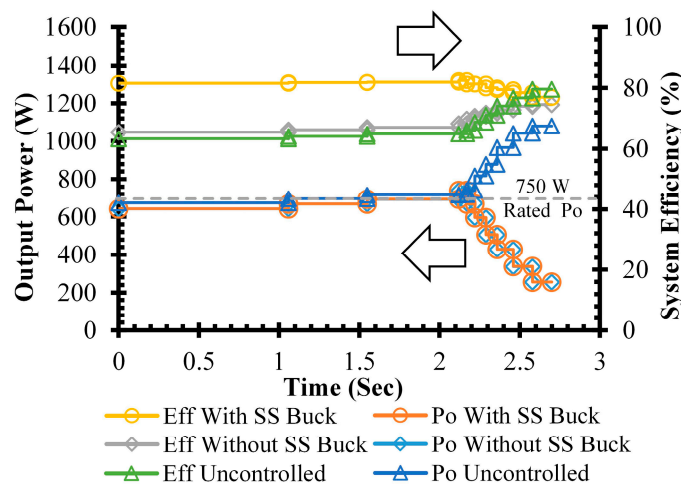 Output Power (W)
1600
1400
1200
1000
800
600
400
200
0
100
80
60
40
20
0
System Efficiency (%)
750 W
Rated Po
0 0.5 1 1.5 2 2.5 3
Time (Sec)
Eff With SS Buck Po With SS Buck
Eff Without SS Buck Po Without SS Buck
Eff Uncontrolled Po Uncontrolled